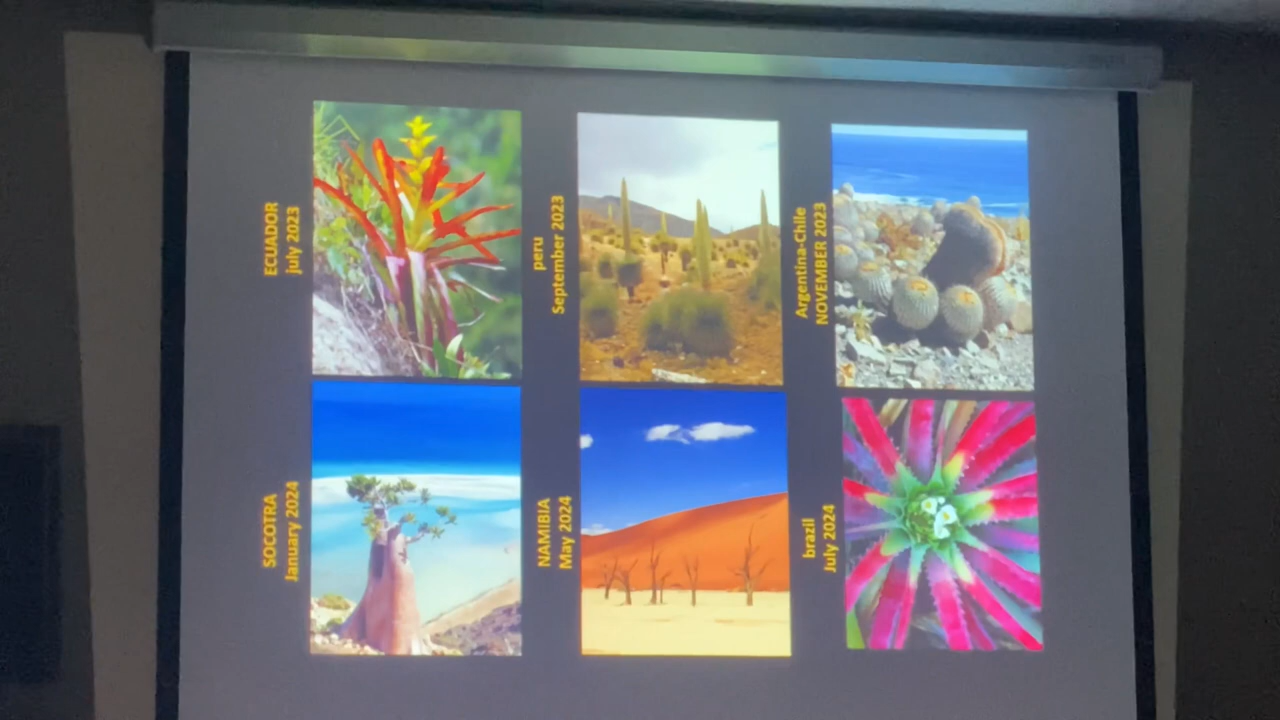 ECUADOR
july 2023
peru
September 2023
Argentina-Chile
NOVEMBER 2023
SOCOTRA
January 2024
NAMIBIA
May 2024
brazil
July 2024